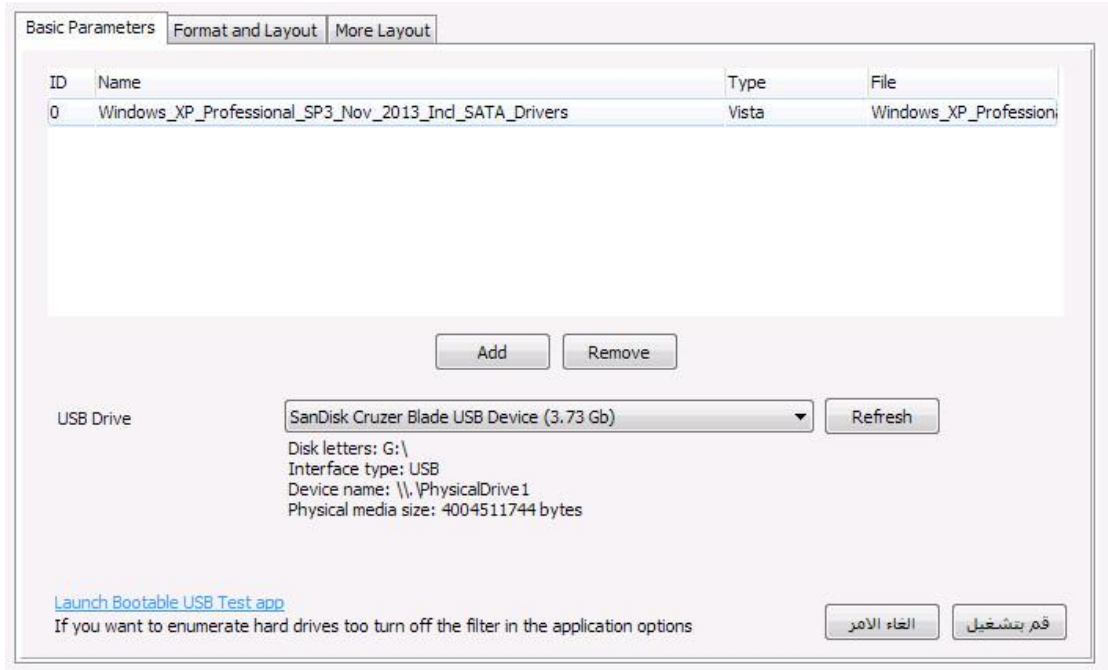 Basic Parameters Format and Layout More Layout
ID Name Type File
0 Windows_XP_Professional_SP3_Nov_2013_Incl_SATA_Drivers Vista Windows_XP_Professiona
Add Remove
USB Drive SanDisk Cruzer Blade USB Device (3.73 Gb) Refresh
Disk letters: G:\
Interface type: USB
Device name: \\.\PhysicalDrive1
Physical media size: 4004511744 bytes
Launch Bootable USB Test app
If you want to enumerate hard drives too turn off the filter in the application options
الغاء الامر
قم بتشغيل